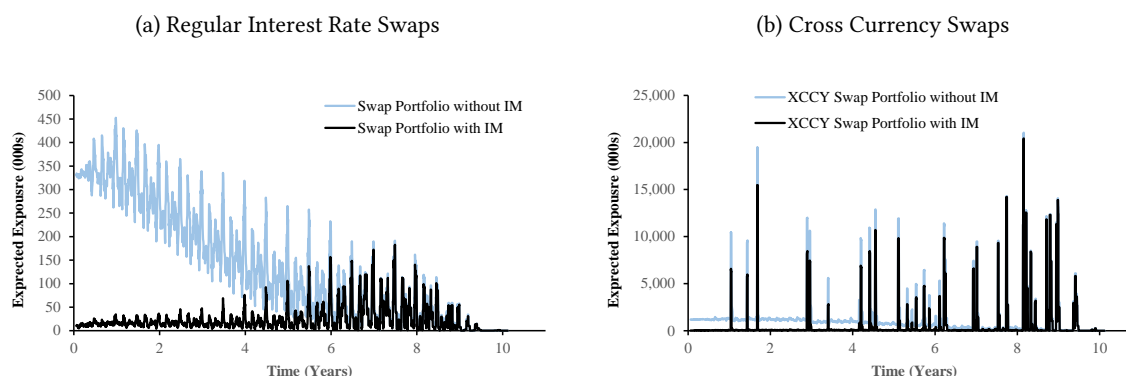 (a) Regular Interest Rate Swaps
500
450
400
350
300
250
200
150
100
50
0
0
2
4
6
8
10
Exprected Expousre (000s)
Time (Years)
Swap Portfolio without IM
Swap Portfolio with IM
(b) Cross Currency Swaps
25,000
20,000
15,000
10,000
5,000
0
0
2
4
6
8
10
Exprected Exposure (000s)
Time (Years)
XCCY Swap Portfolio without IM
XCCY Swap Portfolio with IM